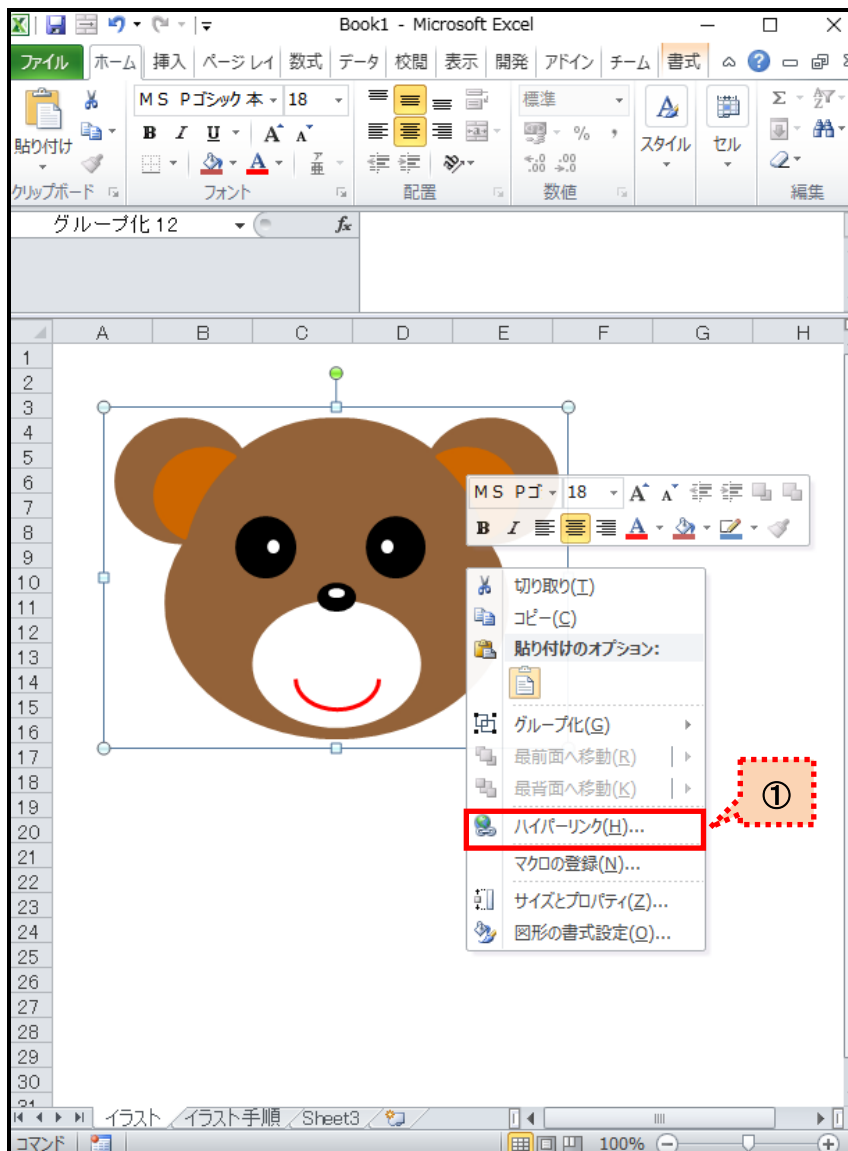 Book1 - Microsoft Excel
ファイル ホーム 挿入 ページ レイ 数式 データ 校閲 表示 開発 アドイン チーム 書式
貼り付け
ＭＳ Ｐゴシック 本 18
標準
スタイル セル
B I U A A
% ,
A 亜
クリップボード フォント 配置 数値 編集
グループ化 12 fx
A B C D E F G H
1
2
3
4
5
6
7
8
9
10
11
12
13
14
15
16
17
18
19
20
21
22
23
24
25
26
27
28
29
30
31
ＭＳ Ｐゴ 18 A A
B I A
切り取り(T)
コピー(C)
貼り付けのオプション:
グループ化(G)
最前面へ移動(R)
最背面へ移動(K)
ハイパーリンク(H)...
①
マクロの登録(N)...
サイズとプロパティ(Z)...
図形の書式設定(O)...
イラスト イラスト手順 Sheet3
コマンド 100%